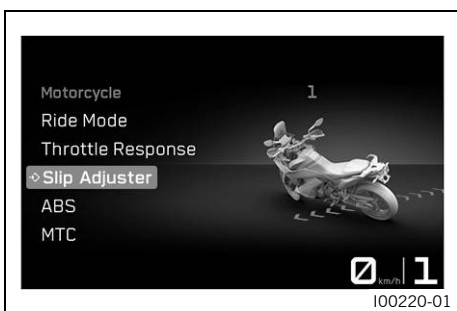 Motorcycle 1
Ride Mode
Throttle Response
Slip Adjuster
ABS
MTC
0 km/h 1
I00220-01